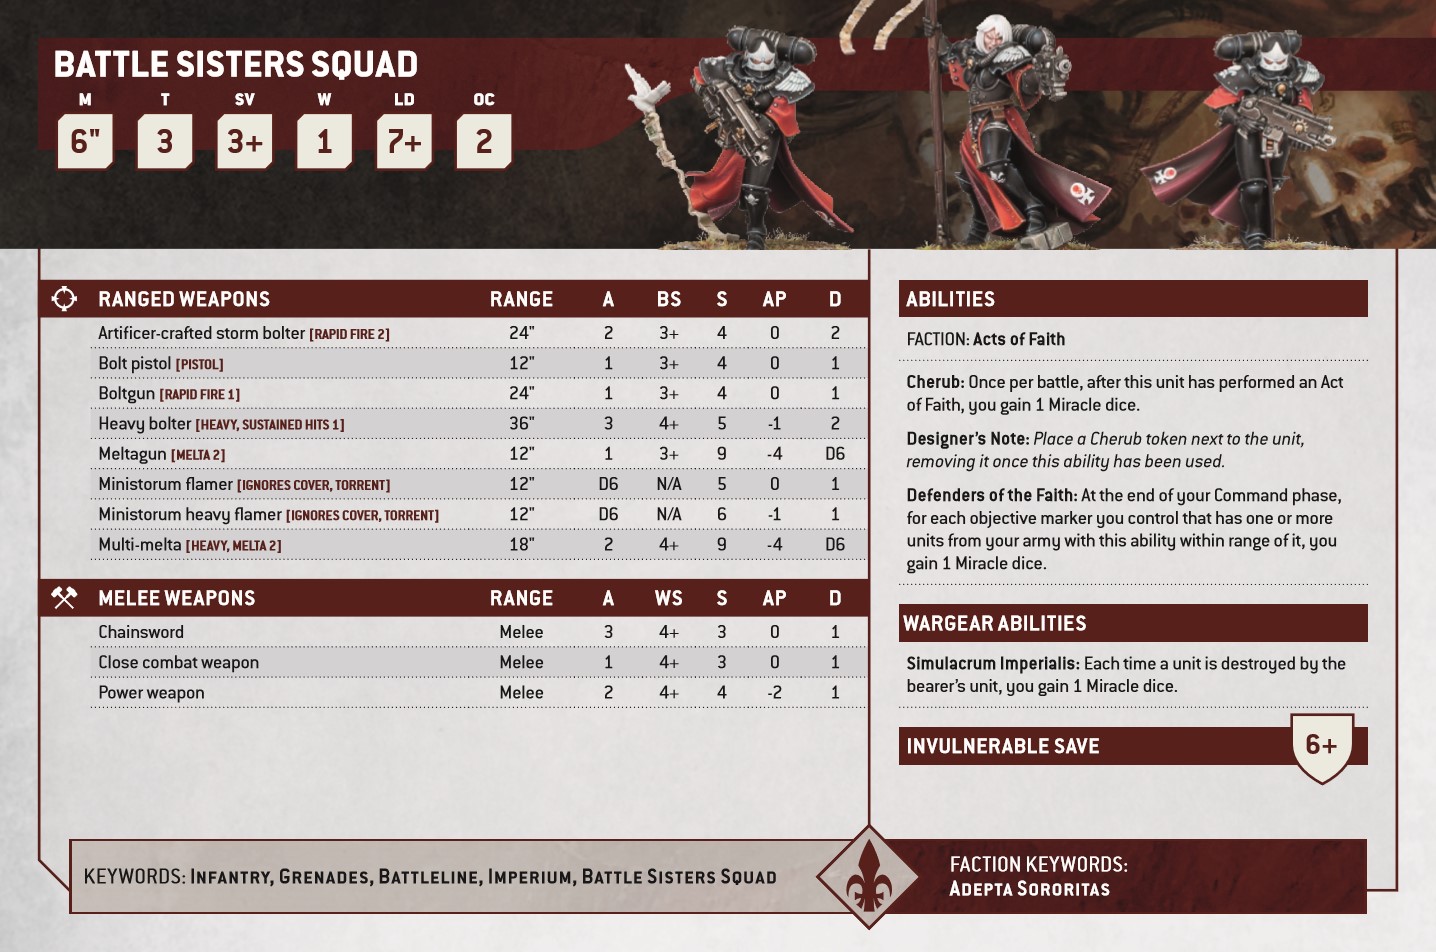 BATTLE SISTERS SQUAD
M T SV W LD OC
6" 3 3+ 1 7+ 2
RANGED WEAPONS RANGE A BS S AP D
Artificer-crafted storm bolter [RAPID FIRE 2] 24" 2 3+ 4 0 2
Bolt pistol [PISTOL] 12" 1 3+ 4 0 1
Boltgun [RAPID FIRE 1] 24" 1 3+ 4 0 1
Heavy bolter [HEAVY, SUSTAINED HITS 1] 36" 3 4+ 5 -1 2
Meltagun [MELTA 2] 12" 1 3+ 9 -4 D6
Ministorum flamer [IGNORES COVER, TORRENT] 12" D6 N/A 5 0 1
Ministorum heavy flamer [IGNORES COVER, TORRENT] 12" D6 N/A 6 -1 1
Multi-melta [HEAVY, MELTA 2] 18" 2 4+ 9 -4 D6
MELEE WEAPONS RANGE A WS S AP D
Chainsword Melee 3 4+ 3 0 1
Close combat weapon Melee 1 4+ 3 0 1
Power weapon Melee 2 4+ 4 -2 1
ABILITIES
FACTION: Acts of Faith
Cherub: Once per battle, after this unit has performed an Act
of Faith, you gain 1 Miracle dice.
Designer's Note: Place a Cherub token next to the unit,
removing it once this ability has been used.
Defenders of the Faith: At the end of your Command phase,
for each objective marker you control that has one or more
units from your army with this ability within range of it, you
gain 1 Miracle dice.
WARGEAR ABILITIES
Simulacrum Imperialis: Each time a unit is destroyed by the
bearer's unit, you gain 1 Miracle dice.
INVULNERABLE SAVE 6+
KEYWORDS: INFANTRY, GRENADES, BATTLELINE, IMPERIUM, BATTLE SISTERS SQUAD
FACTION KEYWORDS:
ADEPTA SORORITAS